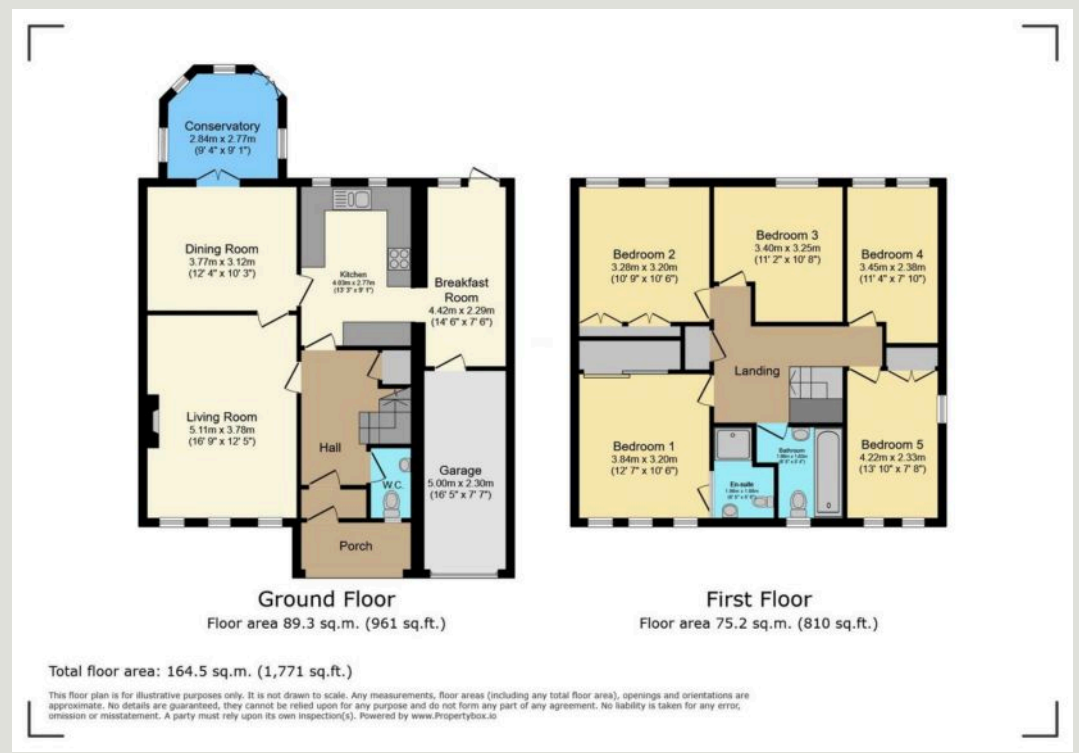 Conservatory
2.84m x 2.77m
(9' 4" x 9' 1")
Dining Room
3.77m x 3.12m
(12' 4" x 10' 3")
Kitchen
4.03m x 2.77m
(13' 3" x 9' 1")
Breakfast
Room
4.42m x 2.29m
(14' 6" x 7' 6")
Living Room
5.11m x 3.78m
(16' 9" x 12' 5")
Hall
W.C.
Garage
5.00m x 2.30m
(16' 5" x 7' 7")
Porch
Ground Floor
Floor area 89.3 sq.m. (961 sq.ft.)
Bedroom 2
3.28m x 3.20m
(10' 9" x 10' 6")
Bedroom 3
3.40m x 3.25m
(11' 2" x 10' 8")
Bedroom 4
3.45m x 2.38m
(11' 4" x 7' 10")
Landing
Bedroom 1
3.84m x 3.20m
(12' 7" x 10' 6")
En-suite
Bathroom
Bedroom 5
4.22m x 2.33m
(13' 10" x 7' 8")
First Floor
Floor area 75.2 sq.m. (810 sq.ft.)
Total floor area: 164.5 sq.m. (1,771 sq.ft.)
This floor plan is for illustrative purposes only. It is not drawn to scale. Any measurements, floor areas (including any total floor area), openings and orientations are
approximate. No details are guaranteed, they cannot be relied upon for any purpose and do not form any part of any agreement. No liability is taken for any error,
omission or misstatement. A party must rely upon its own inspection(s). Powered by www.Propertybox.io